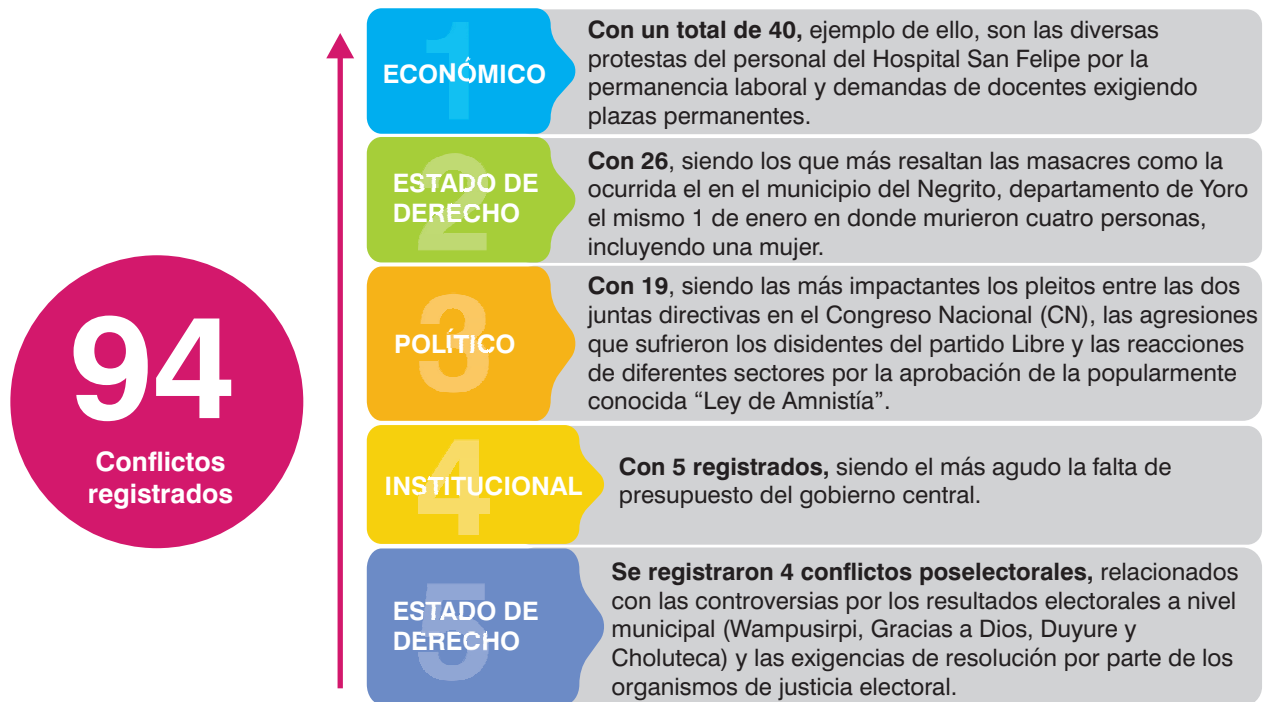 94
Conflictos
registrados
1
ECONÓMICO
Con un total de 40, ejemplo de ello, son las diversas
protestas del personal del Hospital San Felipe por la
permanencia laboral y demandas de docentes exigiendo
plazas permanentes.
2
ESTADO DE
DERECHO
Con 26, siendo los que más resaltan las masacres como la
ocurrida el en el municipio del Negrito, departamento de Yoro
el mismo 1 de enero en donde murieron cuatro personas,
incluyendo una mujer.
3
POLÍTICO
Con 19, siendo las más impactantes los pleitos entre las dos
juntas directivas en el Congreso Nacional (CN), las agresiones
que sufrieron los disidentes del partido Libre y las reacciones
de diferentes sectores por la aprobación de la popularmente
conocida “Ley de Amnistía”.
4
INSTITUCIONAL
Con 5 registrados, siendo el más agudo la falta de
presupuesto del gobierno central.
5
ESTADO DE
DERECHO
Se registraron 4 conflictos poselectorales, relacionados
con las controversias por los resultados electorales a nivel
municipal (Wampusirpi, Gracias a Dios, Duyure y
Choluteca) y las exigencias de resolución por parte de los
organismos de justicia electoral.